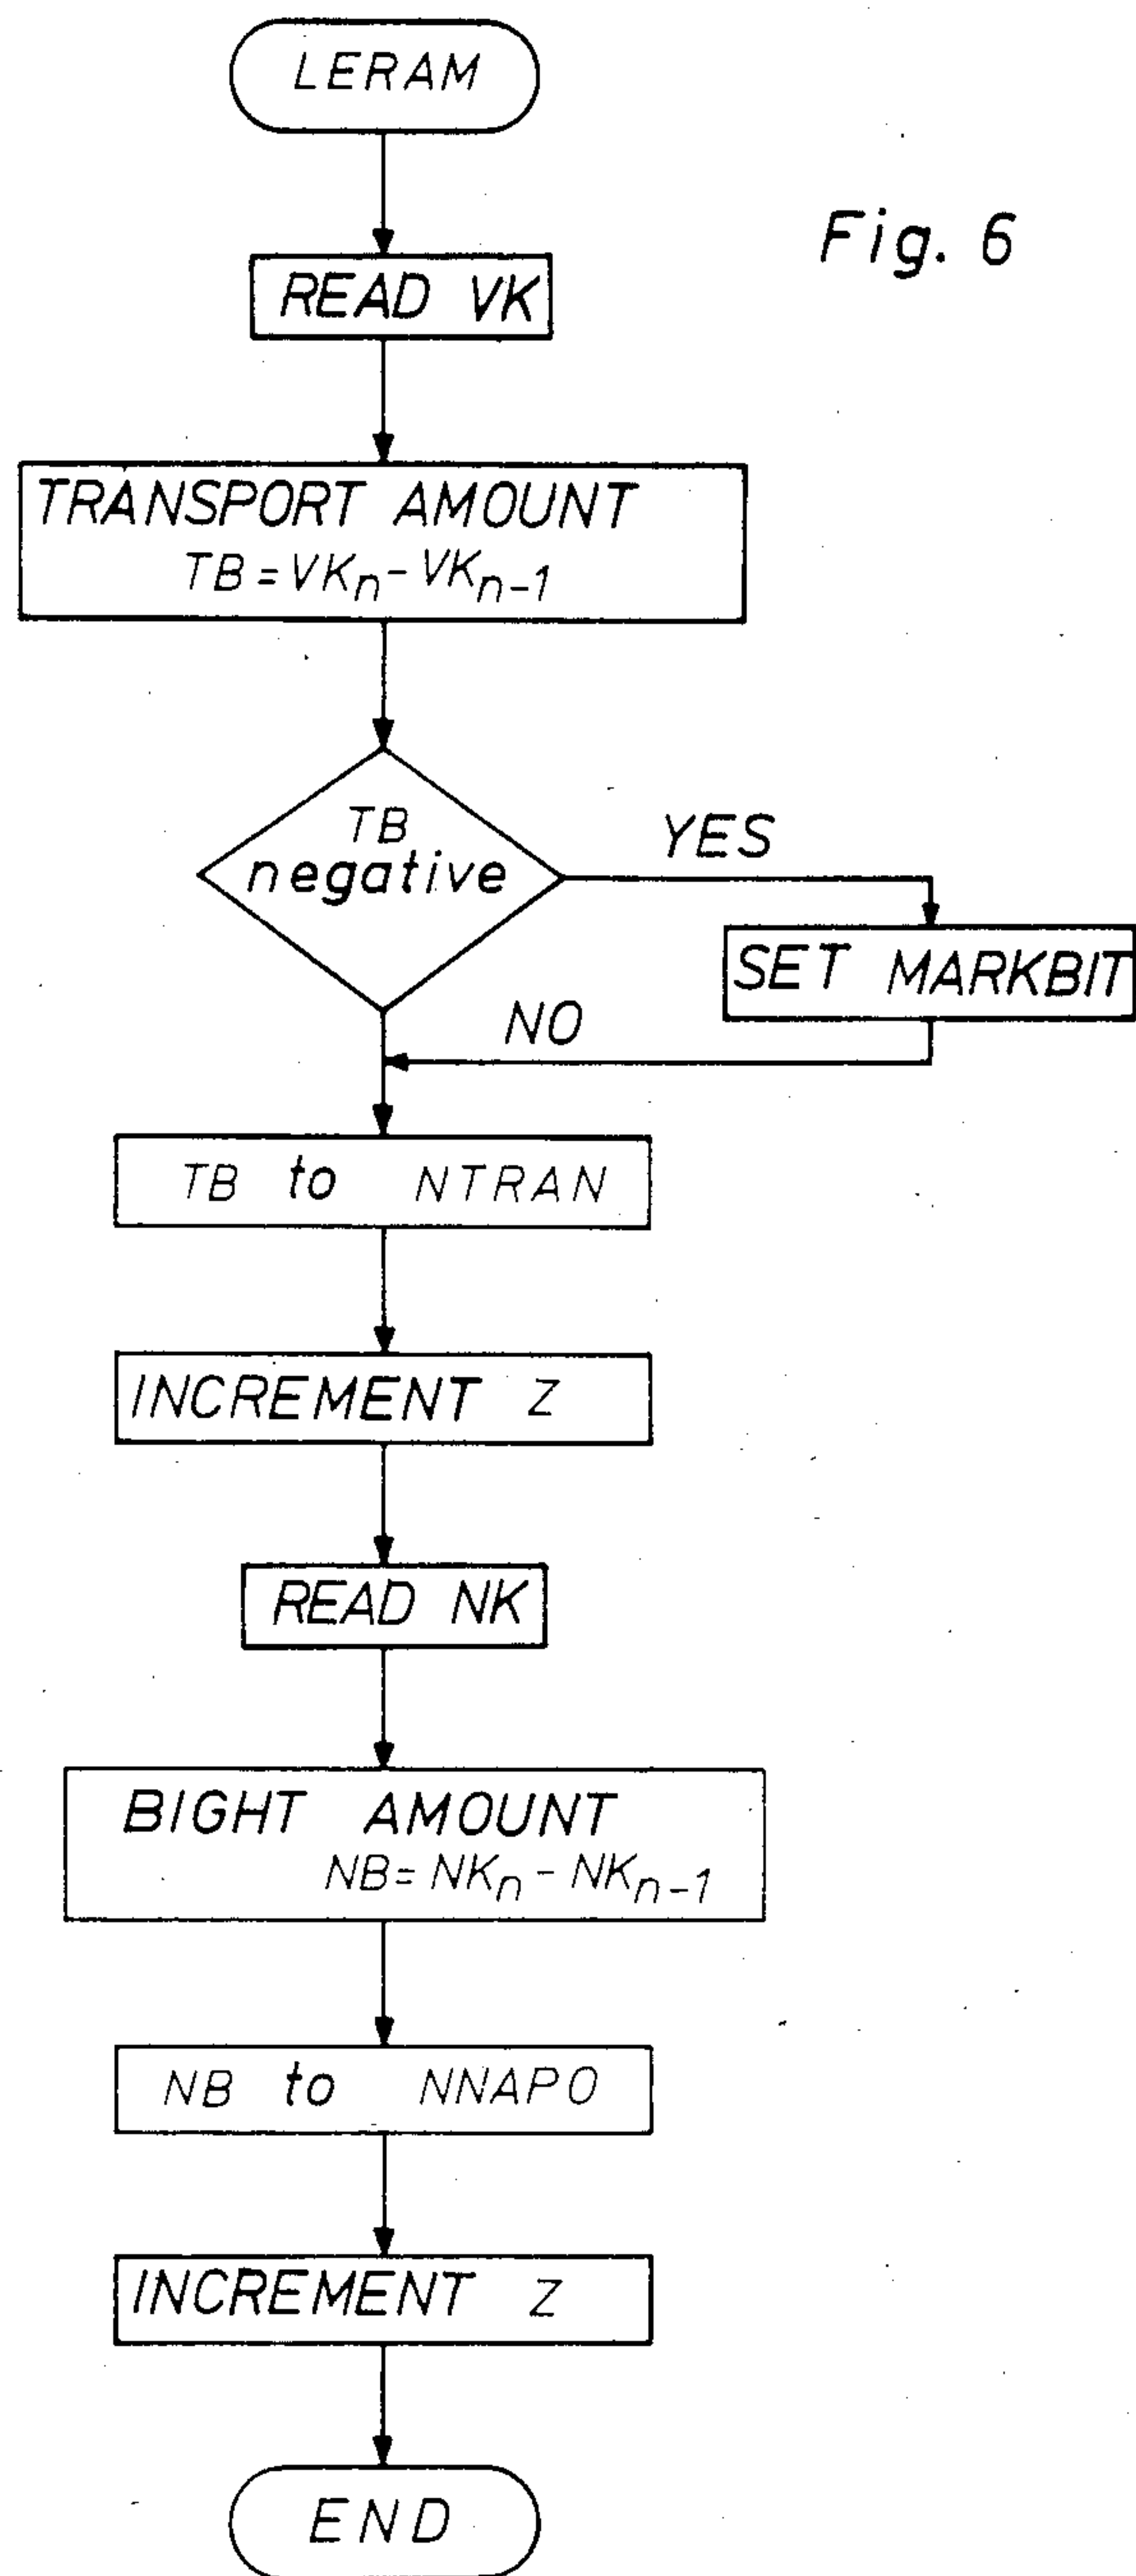 LERAM
Fig. 6
READ VK
TRANSPORT AMOUNT
TB=VKn-VKn-1
TB
negative
YES
SET MARKBIT
NO
TB to NTRAN
INCREMENT Z
READ NK
BIGHT AMOUNT
NB=NKn-NKn-1
NB to NNAPO
INCREMENT Z
END